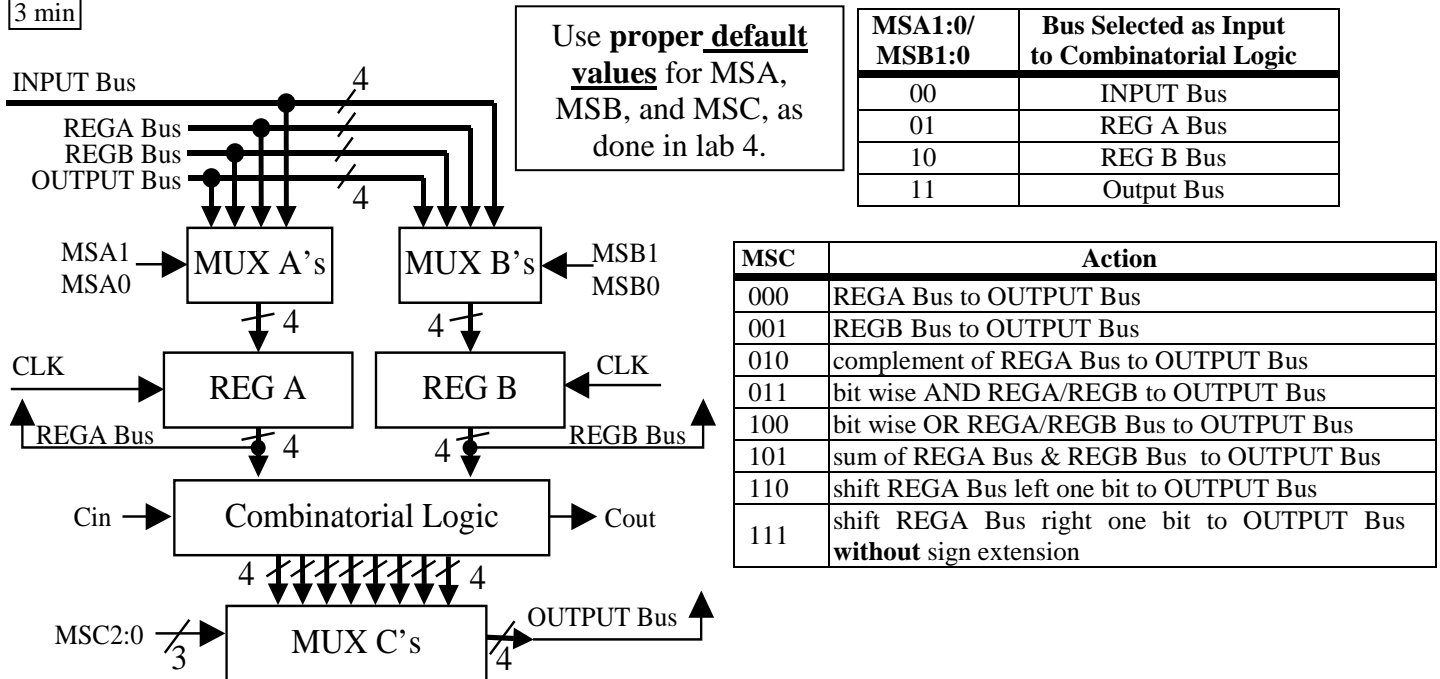 3 min
INPUT Bus
4
REGA Bus
REGB Bus
OUTPUT Bus
4
MSA1
MSA0
MUX A's
MUX B's
MSB1
MSB0
4
4
CLK
REG A
REG B
CLK
REGA Bus
4
4
REGB Bus
Cin
Combinatorial Logic
Cout
4
4
MSC2:0
3
MUX C's
4
OUTPUT Bus
Use proper default
values for MSA,
MSB, and MSC, as
done in lab 4.
MSA1:0/ Bus Selected as Input
MSB1:0 to Combinatorial Logic
00 INPUT Bus
01 REG A Bus
10 REG B Bus
11 Output Bus
MSC Action
000 REGA Bus to OUTPUT Bus
001 REGB Bus to OUTPUT Bus
010 complement of REGA Bus to OUTPUT Bus
011 bit wise AND REGA/REGB to OUTPUT Bus
100 bit wise OR REGA/REGB Bus to OUTPUT Bus
101 sum of REGA Bus & REGB Bus to OUTPUT Bus
110 shift REGA Bus left one bit to OUTPUT Bus
111 shift REGA Bus right one bit to OUTPUT Bus
without sign extension